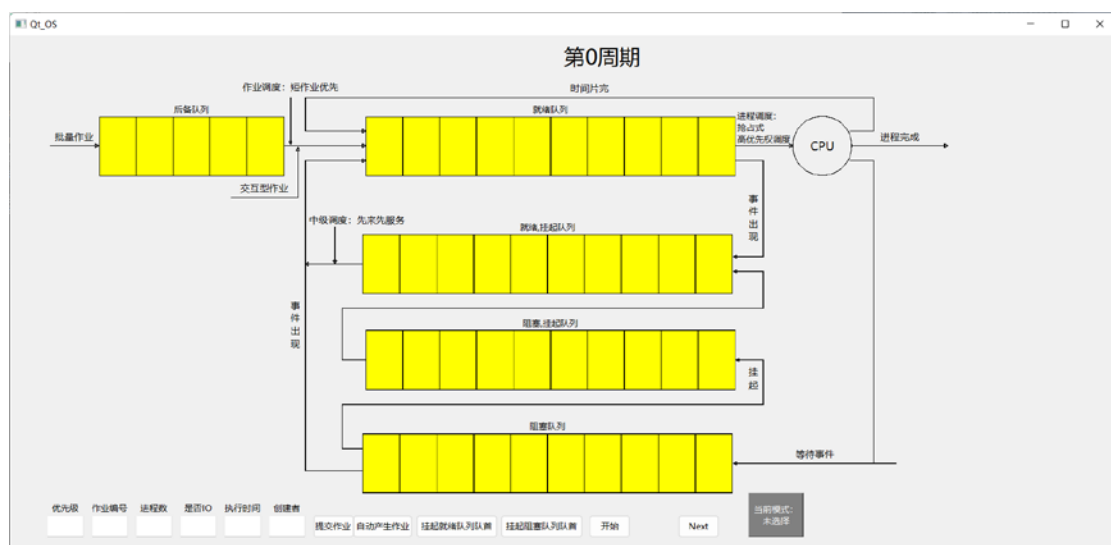 Qt_OS
第0周期
作业调度：短作业优先
时间片完
后备队列
就绪队列
进程调度：
抢占式
高优先权调度
批量作业
CPU
进程完成
交互型作业
事件出现
中级调度：先来先服务
就绪,挂起队列
事件出现
阻塞,挂起队列
挂起
阻塞队列
等待事件
优先级 作业编号 进程数 是否IO 执行时间 创建者
当前模式：
未选择
提交作业 自动产生作业 挂起就绪队列队首 挂起阻塞队列队首 开始 Next